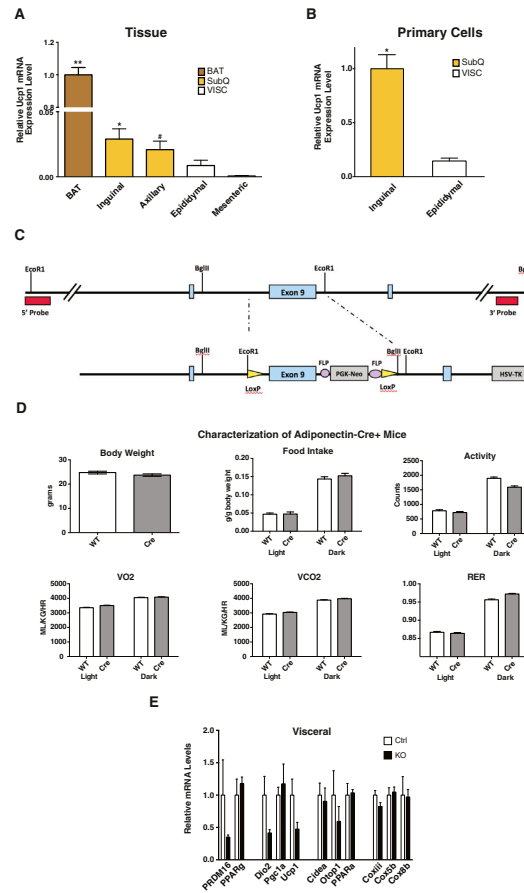 A
Tissue
Relative Ucp1 mRNA
Expression Level
1.2
1.0
0.8
0.05
0.00
**
*
#
BAT
SubQ
VISC
BAT
Inguinal
Axillary
Epididymal
Mesenteric
B
Primary Cells
Relative Ucp1 mRNA
Expression Level
1.0
0.5
0.0
*
SubQ
VISC
Inguinal
Epididymal
C
EcoR1
BglII
EcoR1
Exon 9
5' Probe
3' Probe
BglII
EcoR1
FLP
FLP
BglII
EcoR1
Exon 9
PGK-Neo
HSV-TK
LoxP
LoxP
D
Characterization of Adiponectin-Cre+ Mice
Body Weight
grams
30
20
10
0
WT
Cre
Food Intake
g/g body weight
0.20
0.15
0.10
0.05
0.00
WT
Cre
WT
Cre
Light
Dark
Activity
Counts
2500
2000
1500
1000
500
0
WT
Cre
WT
Cre
Light
Dark
VO2
ML/KG/HR
5000
4000
3000
2000
1000
0
WT
Cre
WT
Cre
Light
Dark
VCO2
ML/KG/HR
5000
4000
3000
2000
1000
0
WT
Cre
WT
Cre
Light
Dark
RER
1.00
0.95
0.90
0.85
WT
Cre
WT
Cre
Light
Dark
E
Visceral
Relative mRNA Levels
2.0
1.5
1.0
0.5
0.0
Ctrl
KO
PRDM16
PPARg
Dio2
Pgc1a
Ucp1
Cidea
Otop1
PPARa
CoxIII
Cox5b
Cox8b